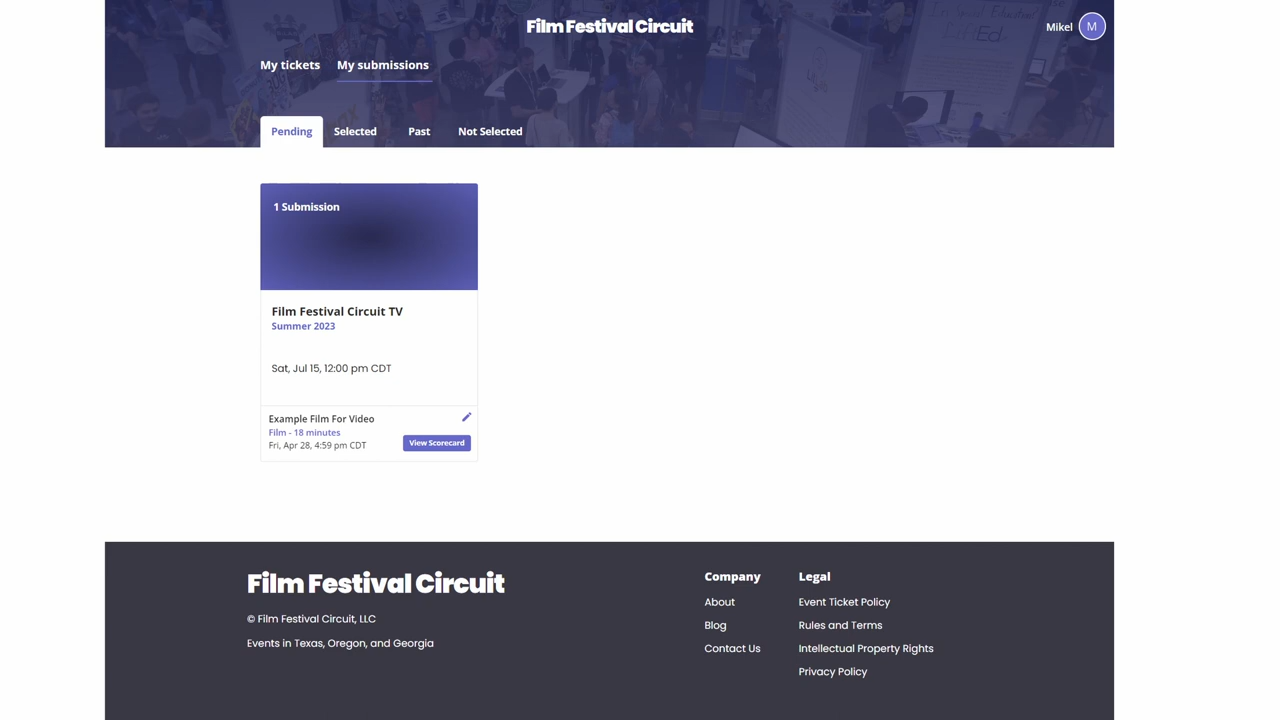 Film Festival Circuit
Mikel
M
My tickets
My submissions
Pending
Selected
Past
Not Selected
1 Submission
Film Festival Circuit TV
Summer 2023
Sat, Jul 15, 12:00 pm CDT
Example Film For Video
Film - 18 minutes
Fri, Apr 28, 4:59 pm CDT
View Scorecard
Film Festival Circuit
© Film Festival Circuit, LLC
Events in Texas, Oregon, and Georgia
Company
About
Blog
Contact Us
Legal
Event Ticket Policy
Rules and Terms
Intellectual Property Rights
Privacy Policy